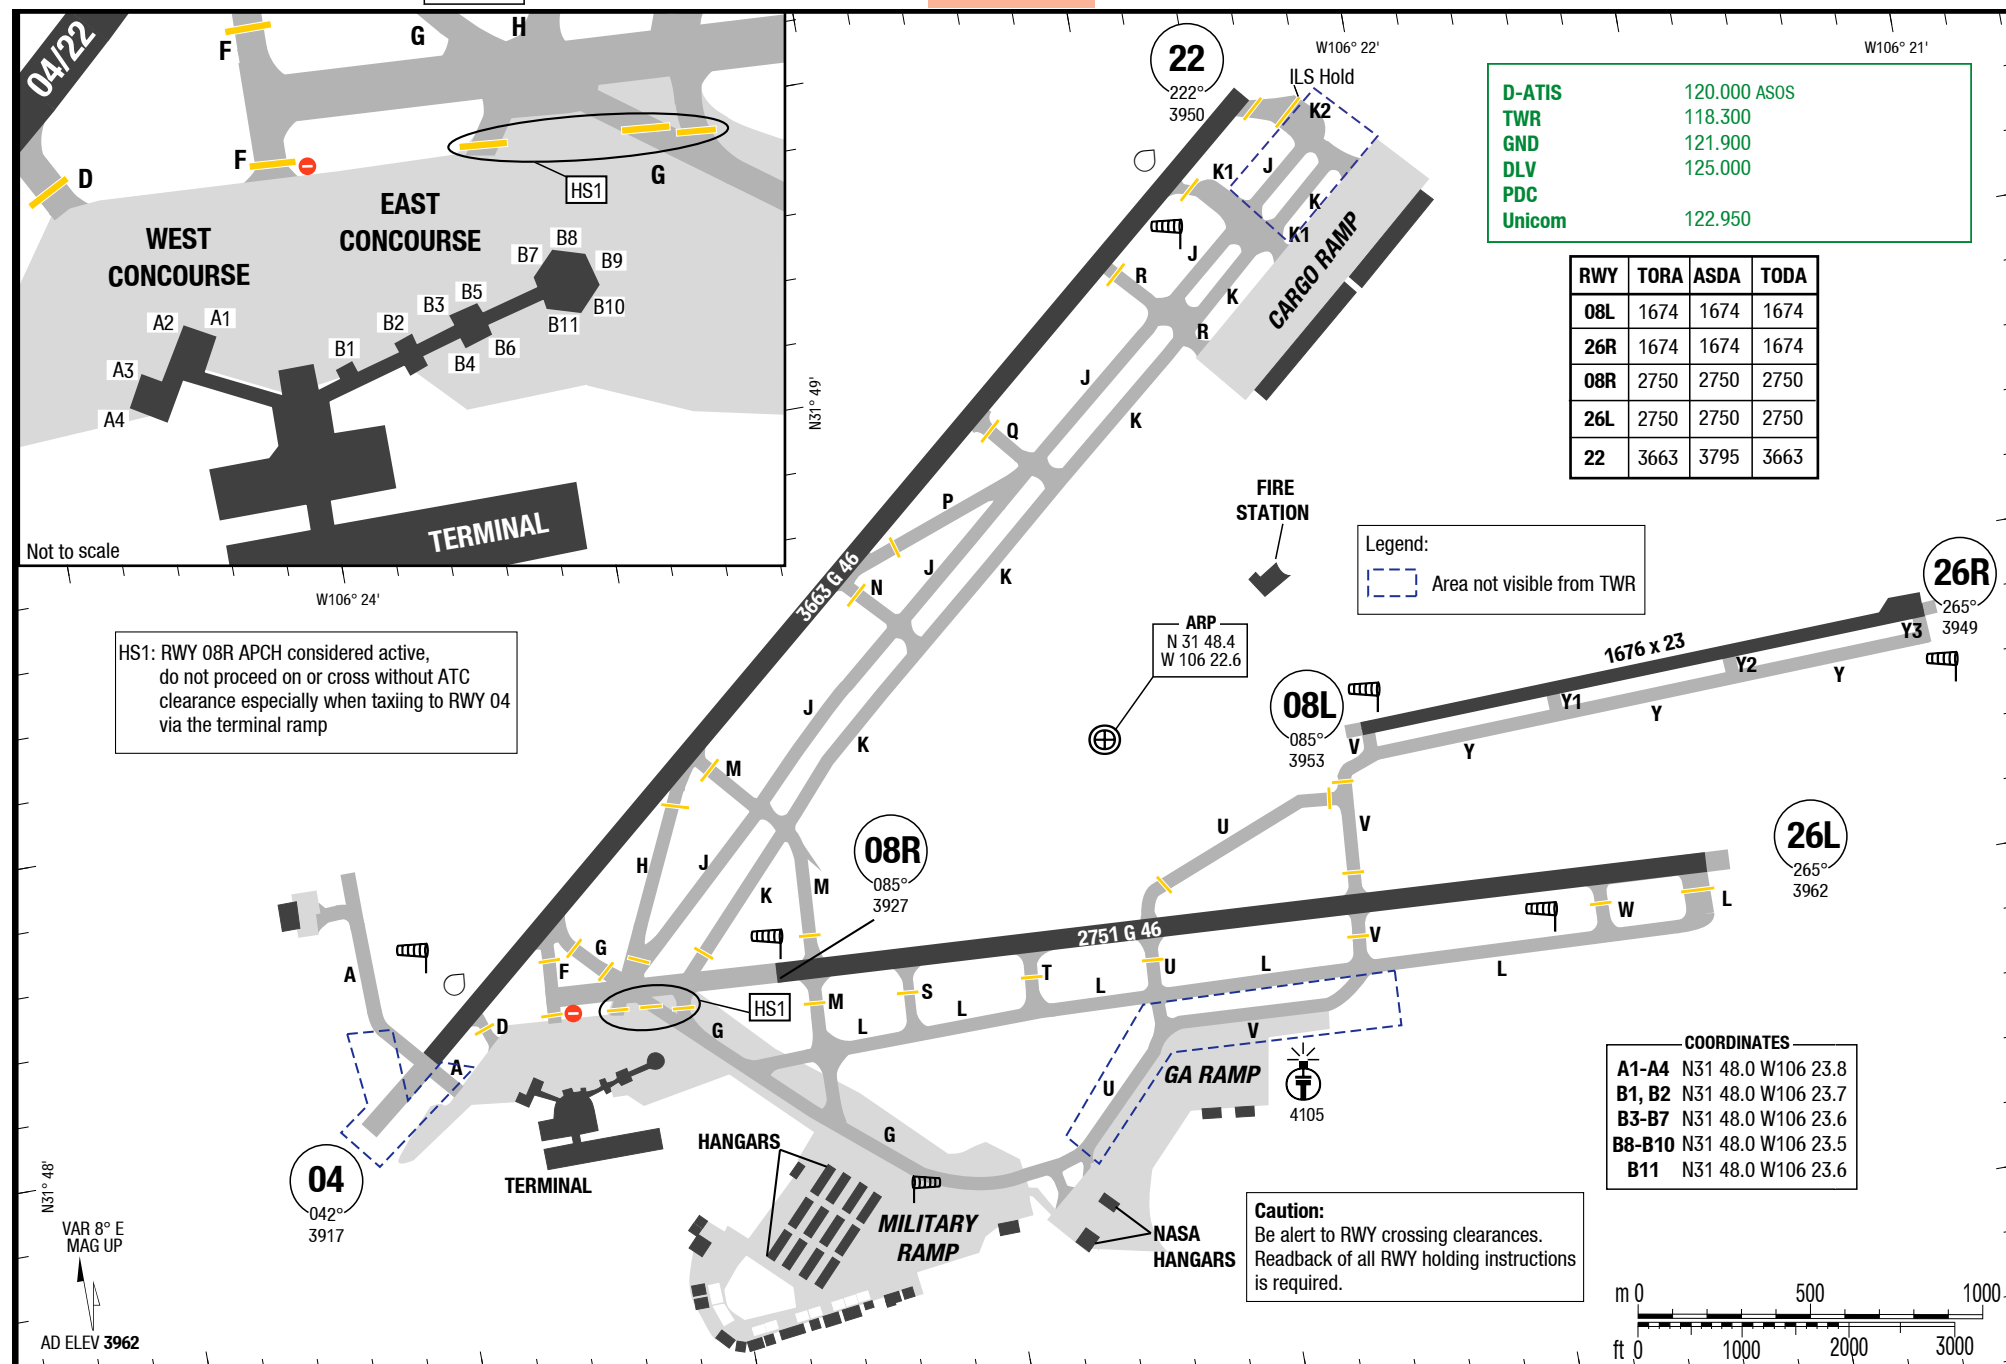 04/22
F
G
H
F
D
G
HS1
WEST
CONCOURSE
EAST
CONCOURSE
A1
A2
A3
A4
B1
B2
B3
B4
B5
B6
B7
B8
B9
B10
B11
TERMINAL
Not to scale
W106° 24'
W106° 22'
W106° 21'
N31° 49'
N31° 48'
22
222°
3950
ILS Hold
K2
K1
J
K
K1
J
K
R
R
CARGO RAMP
J
K
Q
P
J
K
N
3663 G 46
J
K
M
H
J
K
M
D-ATIS 120.000 ASOS
TWR 118.300
GND 121.900
DLV 125.000
PDC
Unicom 122.950
RWY TORA ASDA TODA
08L 1674 1674 1674
26R 1674 1674 1674
08R 2750 2750 2750
26L 2750 2750 2750
22 3663 3795 3663
FIRE
STATION
Legend:
Area not visible from TWR
ARP
N 31 48.4
W 106 22.6
26R
265°
3949
1676 x 23
Y3
Y2
Y
Y1
Y
Y
08L
085°
3953
V
U
V
26L
265°
3962
HS1: RWY 08R APCH considered active,
do not proceed on or cross without ATC
clearance especially when taxiing to RWY 04
via the terminal ramp
08R
085°
3927
2751 G 46
W
L
V
L
L
U
T
L
S
L
M
L
HS1
G
F
G
D
A
A
V
U
GA RAMP
4105
G
HANGARS
TERMINAL
MILITARY
RAMP
NASA
HANGARS
04
042°
3917
VAR 8° E
MAG UP
AD ELEV 3962
Caution:
Be alert to RWY crossing clearances.
Readback of all RWY holding instructions
is required.
COORDINATES
A1-A4 N31 48.0 W106 23.8
B1, B2 N31 48.0 W106 23.7
B3-B7 N31 48.0 W106 23.6
B8-B10 N31 48.0 W106 23.5
B11 N31 48.0 W106 23.6
m 0 500 1000
ft 0 1000 2000 3000